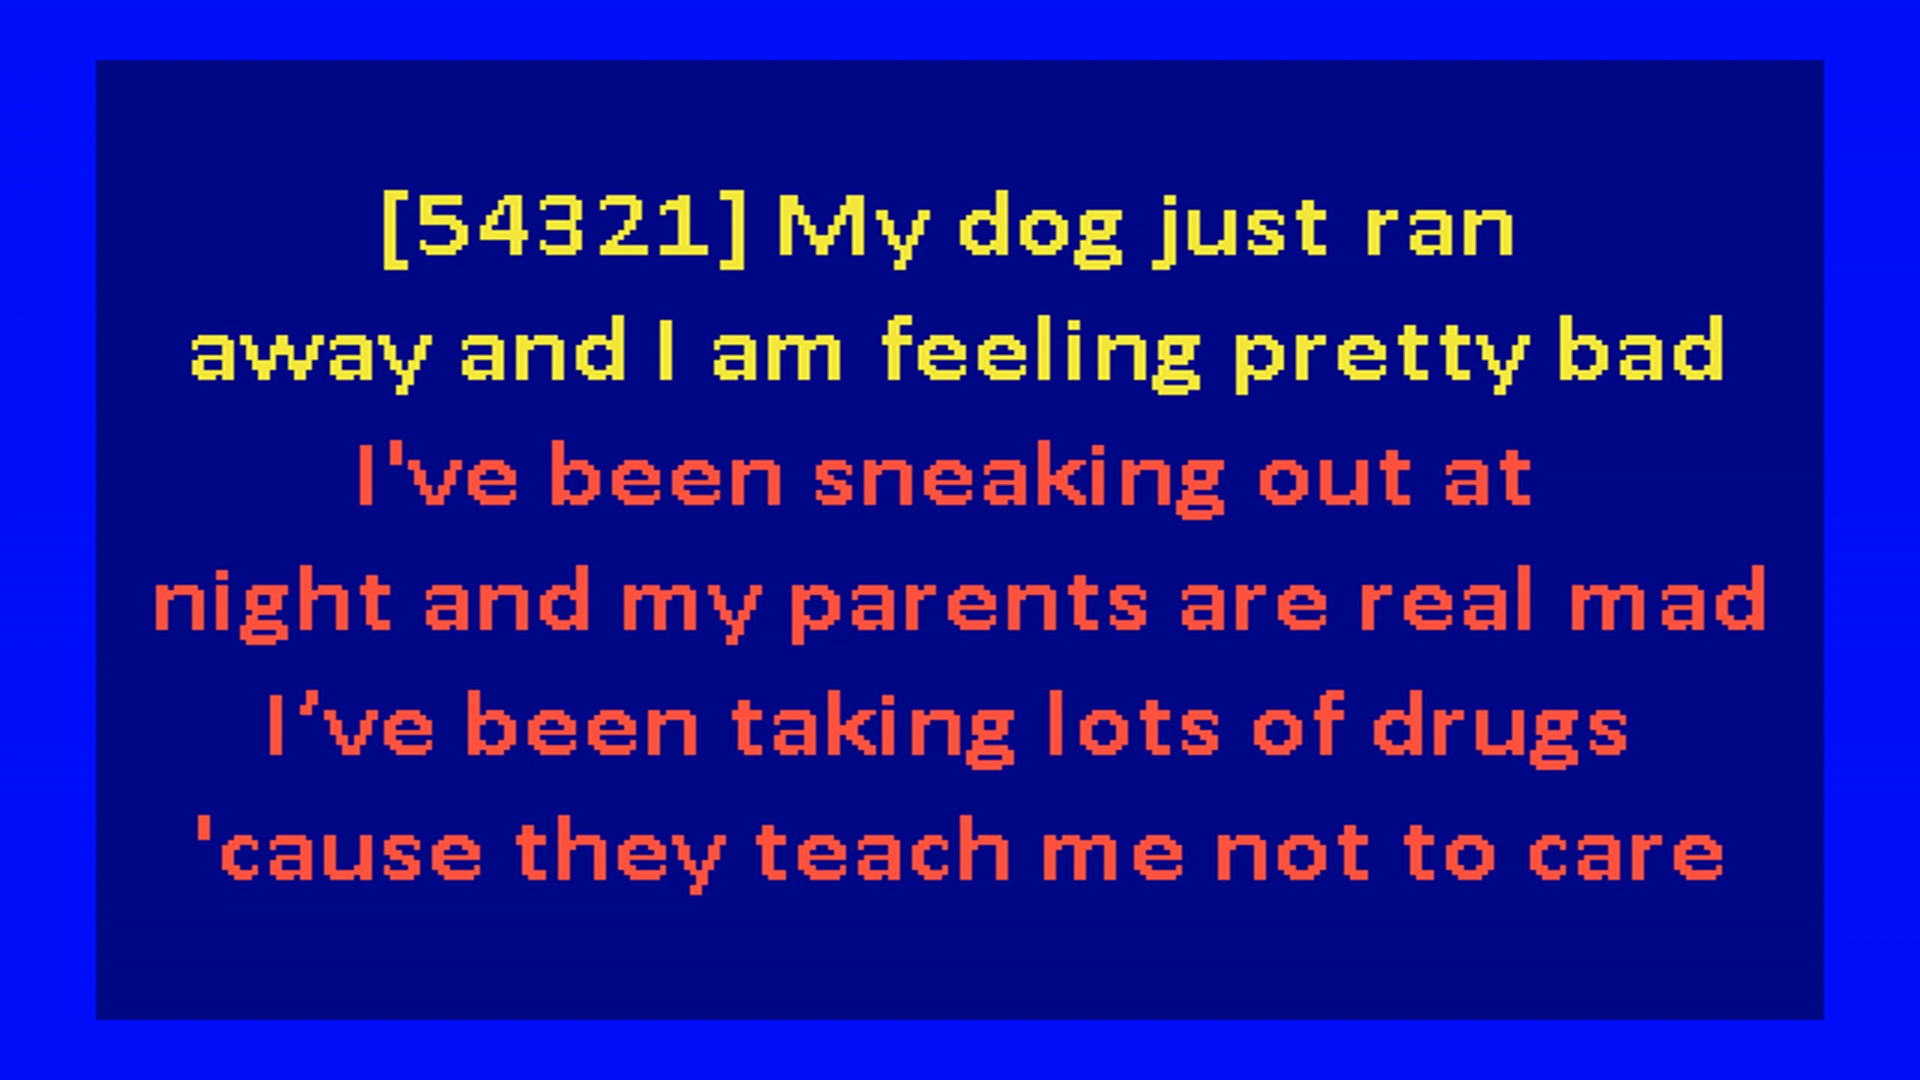 [54321] My dog just ran
away and I am feeling pretty bad
I've been sneaking out at
night and my parents are real mad
I’ve been taking lots of drugs
'cause they teach me not to care